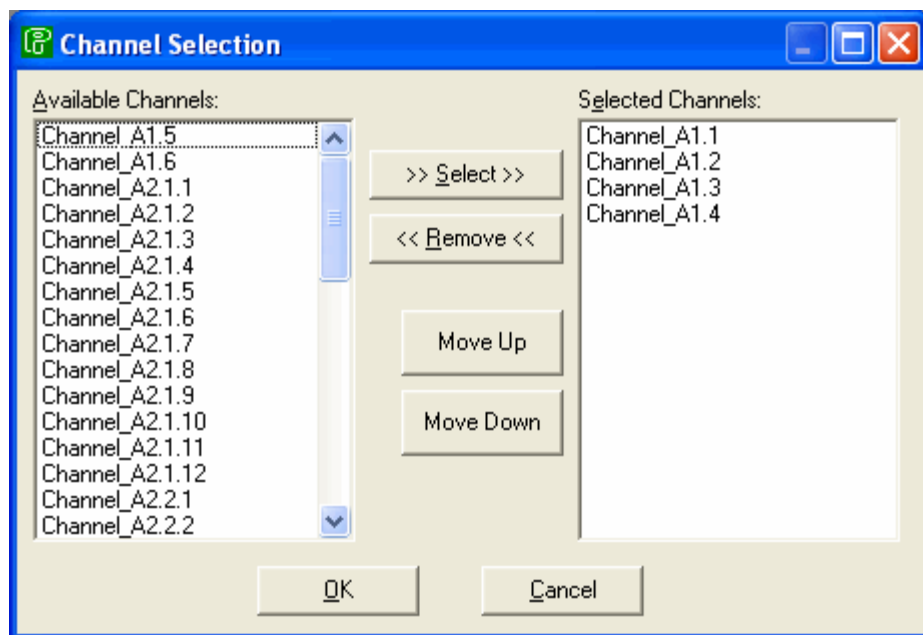 Channel Selection
Available Channels:
Channel_A1.5
Channel_A1.6
Channel_A2.1.1
Channel_A2.1.2
Channel_A2.1.3
Channel_A2.1.4
Channel_A2.1.5
Channel_A2.1.6
Channel_A2.1.7
Channel_A2.1.8
Channel_A2.1.9
Channel_A2.1.10
Channel_A2.1.11
Channel_A2.1.12
Channel_A2.2.1
Channel_A2.2.2
>> Select >>
<< Remove <<
Move Up
Move Down
Selected Channels:
Channel_A1.1
Channel_A1.2
Channel_A1.3
Channel_A1.4
OK
Cancel